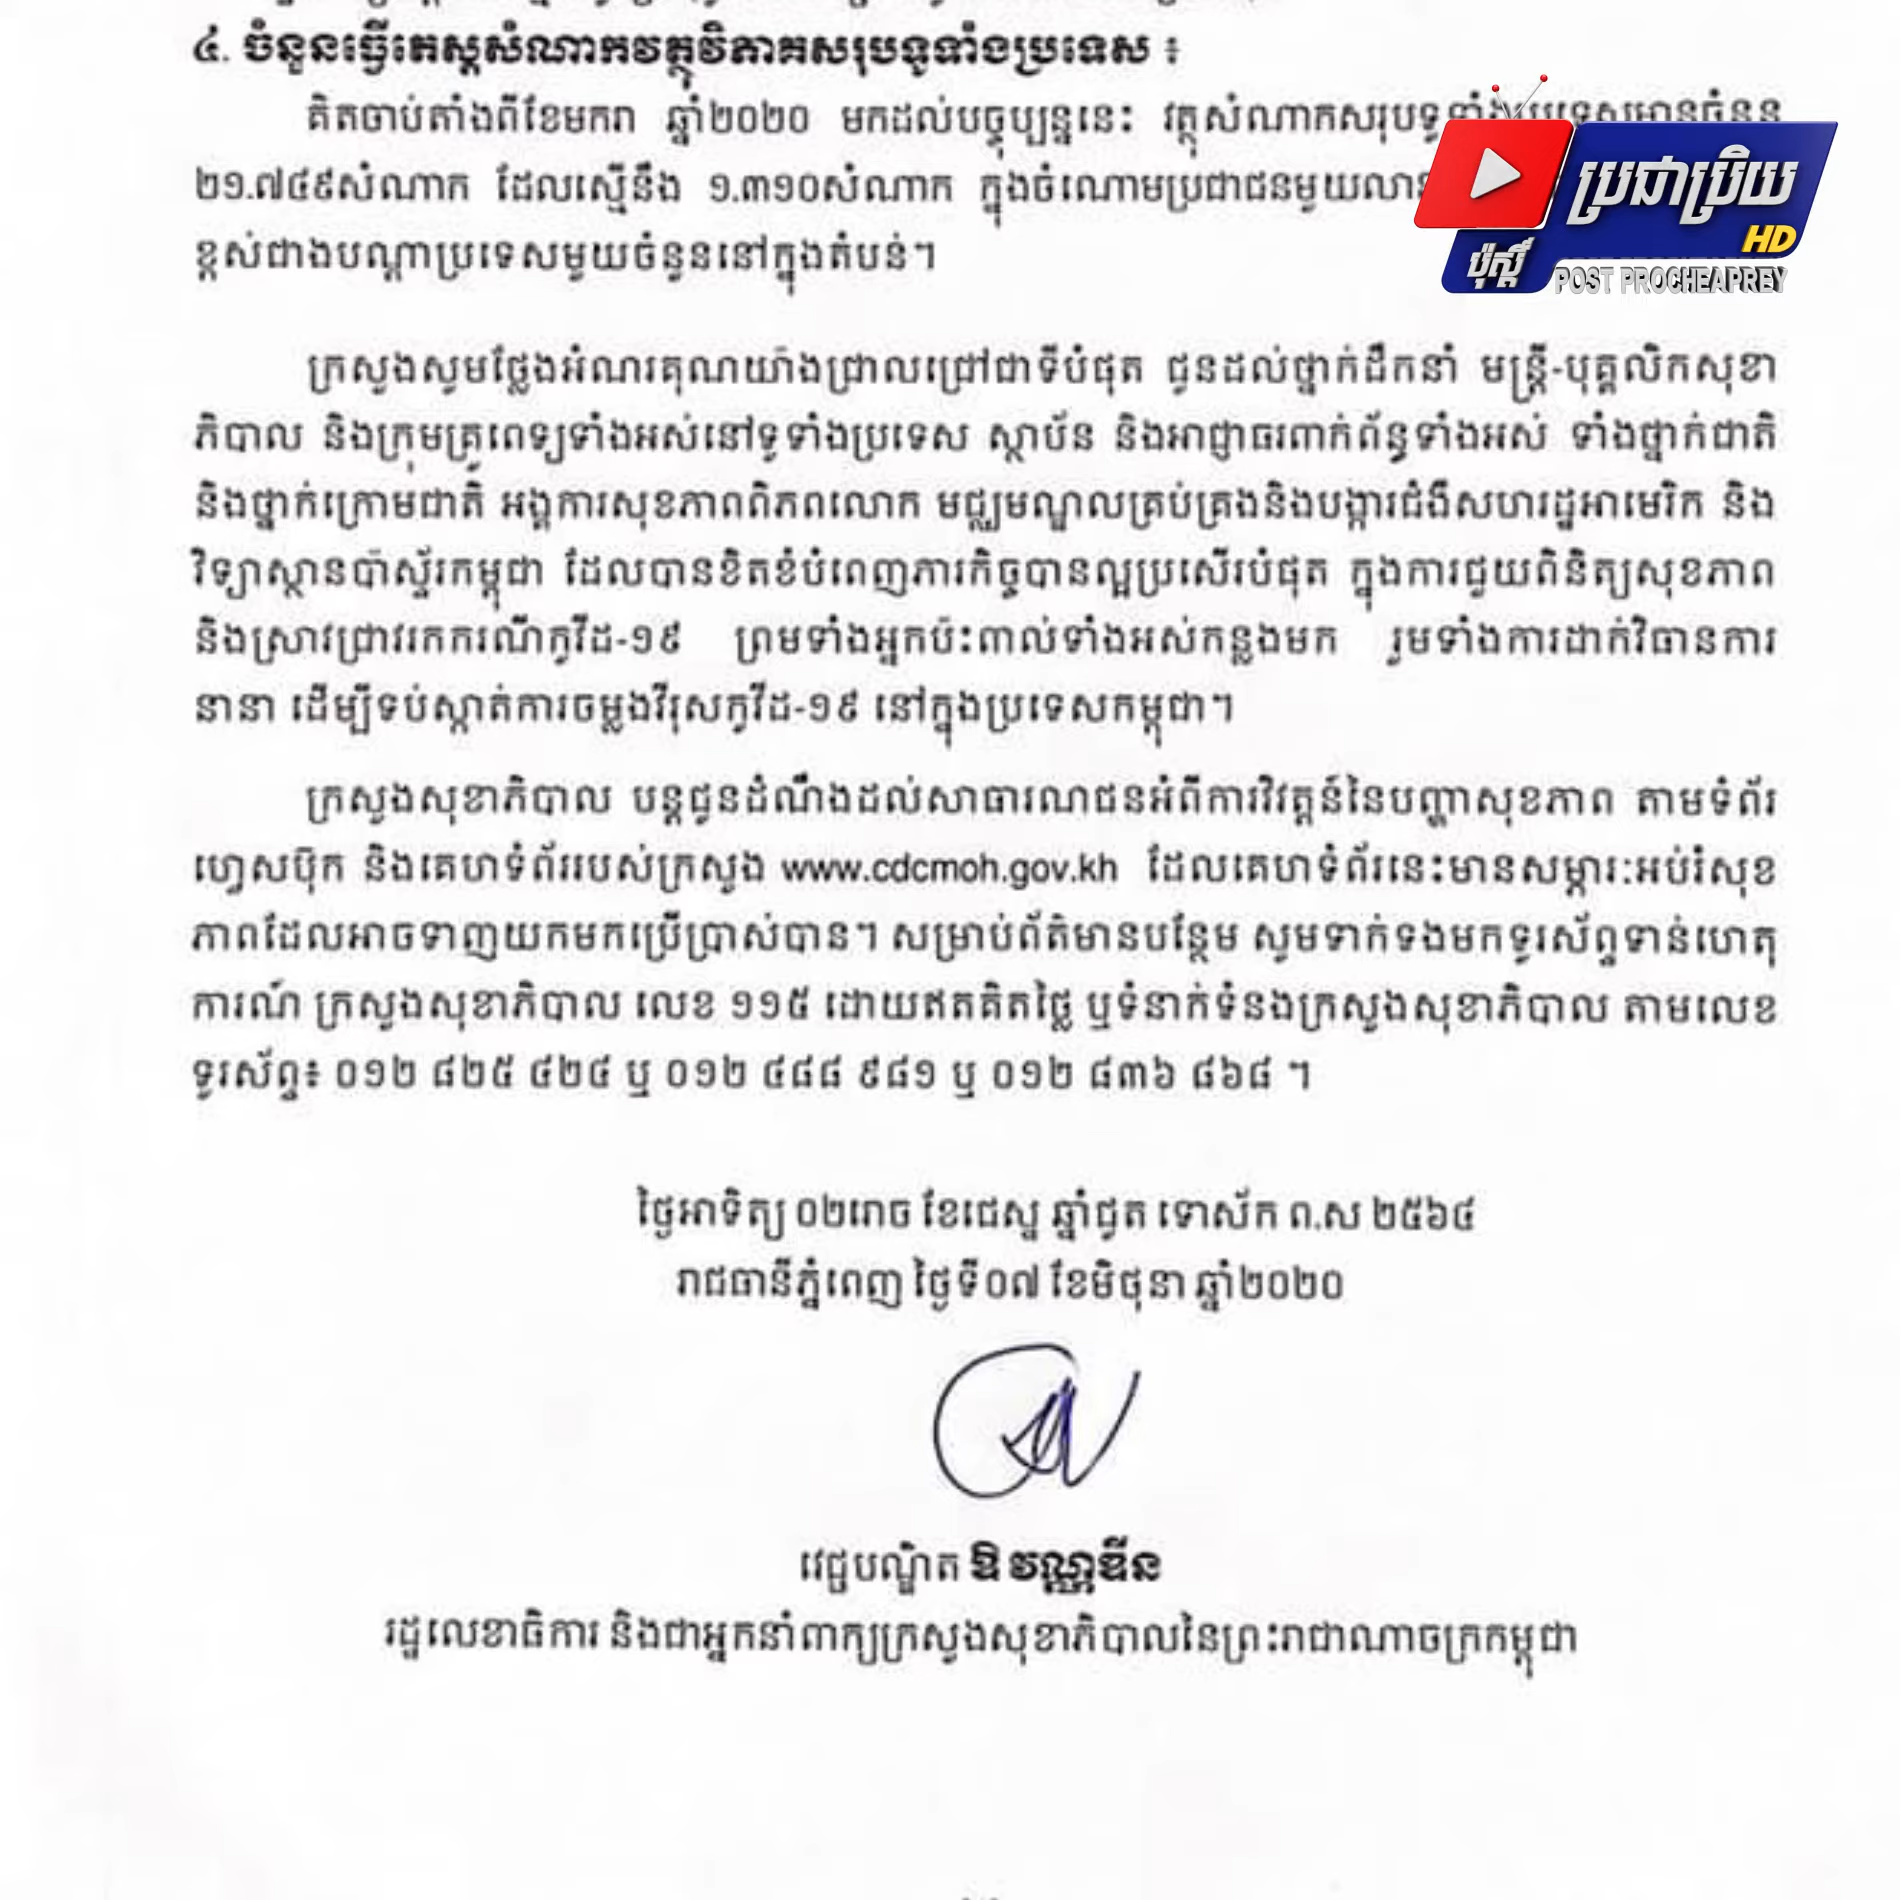 ៤. ចំនួនធ្វើតេស្តសំណាកវត្ថុវិភាគសរុបទូទាំងប្រទេស ៖
គិតចាប់តាំងពីខែមករា ឆ្នាំ២០២០ មកដល់បច្ចុប្បន្ននេះ វត្ថុសំណាកសរុបទូទាំងប្រទេសមានចំនួន
២១.៧៤៩សំណាក ដែលស្មើនឹង ១.៣១០សំណាក ក្នុងចំណោមប្រជាជនមួយលាន
ខ្ពស់ជាងបណ្តាប្រទេសមួយចំនួននៅក្នុងតំបន់។
ប្រជាប្រិយ
HD
ប៉ុស្តិ៍
POST PROCHEAPREY
ក្រសួងសូមថ្លែងអំណរគុណយ៉ាងជ្រាលជ្រៅជាទីបំផុត ជូនដល់ថ្នាក់ដឹកនាំ មន្ត្រី-បុគ្គលិកសុខា
ភិបាល និងក្រុមគ្រូពេទ្យទាំងអស់នៅទូទាំងប្រទេស ស្ថាប័ន និងអាជ្ញាធរពាក់ព័ន្ធទាំងអស់ ទាំងថ្នាក់ជាតិ
និងថ្នាក់ក្រោមជាតិ អង្គការសុខភាពពិភពលោក មជ្ឈមណ្ឌលគ្រប់គ្រងនិងបង្ការជំងឺសហរដ្ឋអាមេរិក និង
វិទ្យាស្ថានប៉ាស្ទ័រកម្ពុជា ដែលបានខិតខំបំពេញភារកិច្ចបានល្អប្រសើរបំផុត ក្នុងការជួយពិនិត្យសុខភាព
និងស្រាវជ្រាវរកករណីកូវីដ-១៩ ព្រមទាំងអ្នកប៉ះពាល់ទាំងអស់កន្លងមក រួមទាំងការដាក់វិធានការ
នានា ដើម្បីទប់ស្កាត់ការចម្លងវីរុសកូវីដ-១៩ នៅក្នុងប្រទេសកម្ពុជា។
ក្រសួងសុខាភិបាល បន្តជូនដំណឹងដល់សាធារណជនអំពីការវិវត្តន៍នៃបញ្ហាសុខភាព តាមទំព័រ
ហ្វេសប៊ុក និងគេហទំព័ររបស់ក្រសួង www.cdcmoh.gov.kh ដែលគេហទំព័រនេះមានសម្ភារៈអប់រំសុខ
ភាពដែលអាចទាញយកមកប្រើប្រាស់បាន។ សម្រាប់ព័ត៌មានបន្ថែម សូមទាក់ទងមកទូរស័ព្ទទាន់ហេតុ
ការណ៍ ក្រសួងសុខាភិបាល លេខ ១១៥ ដោយឥតគិតថ្លៃ ឬទំនាក់ទំនងក្រសួងសុខាភិបាល តាមលេខ
ទូរស័ព្ទ៖ ០១២ ៨២៥ ៤២៤ ឬ ០១២ ៤៨៨ ៩៨១ ឬ ០១២ ៨៣៦ ៨៦៨ ។
ថ្ងៃអាទិត្យ ០២រោច ខែជេស្ឋ ឆ្នាំជូត ទោស័ក ព.ស ២៥៦៤
រាជធានីភ្នំពេញ ថ្ងៃទី០៧ ខែមិថុនា ឆ្នាំ២០២០
វេជ្ជបណ្ឌិត ឱ វណ្ណឌីន
រដ្ឋលេខាធិការ និងជាអ្នកនាំពាក្យក្រសួងសុខាភិបាលនៃព្រះរាជាណាចក្រកម្ពុជា